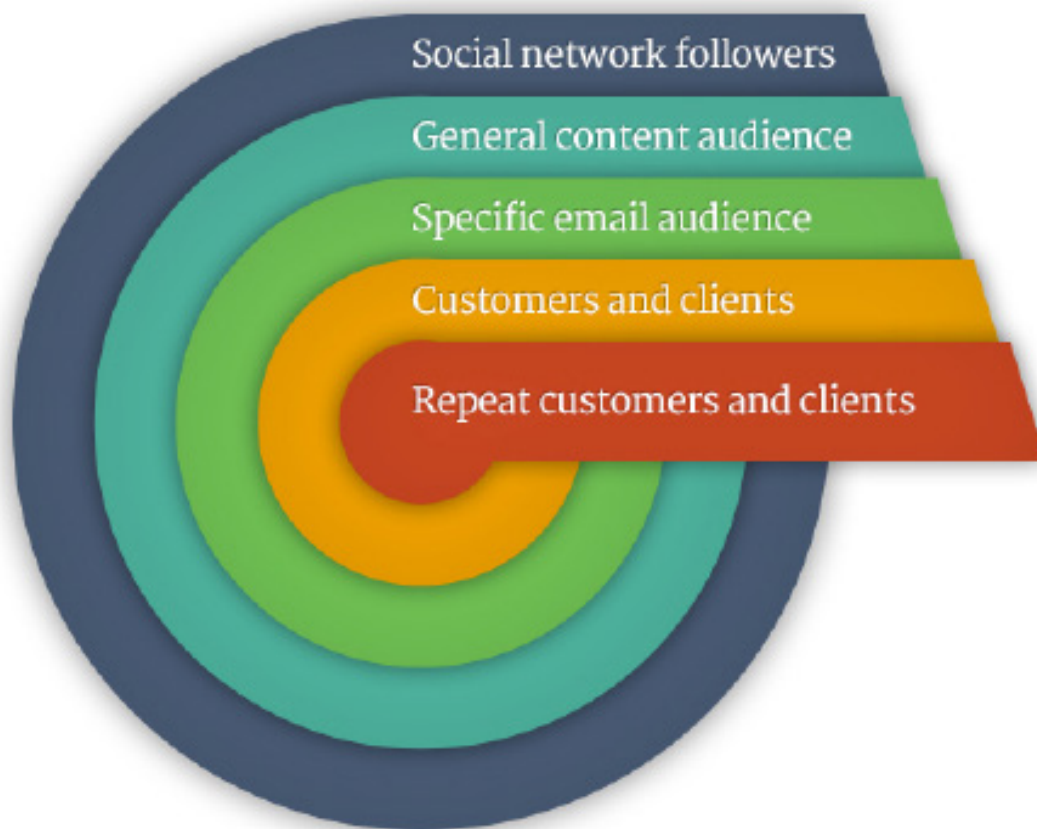 Social network followers
General content audience
Specific email audience
Customers and clients
Repeat customers and clients